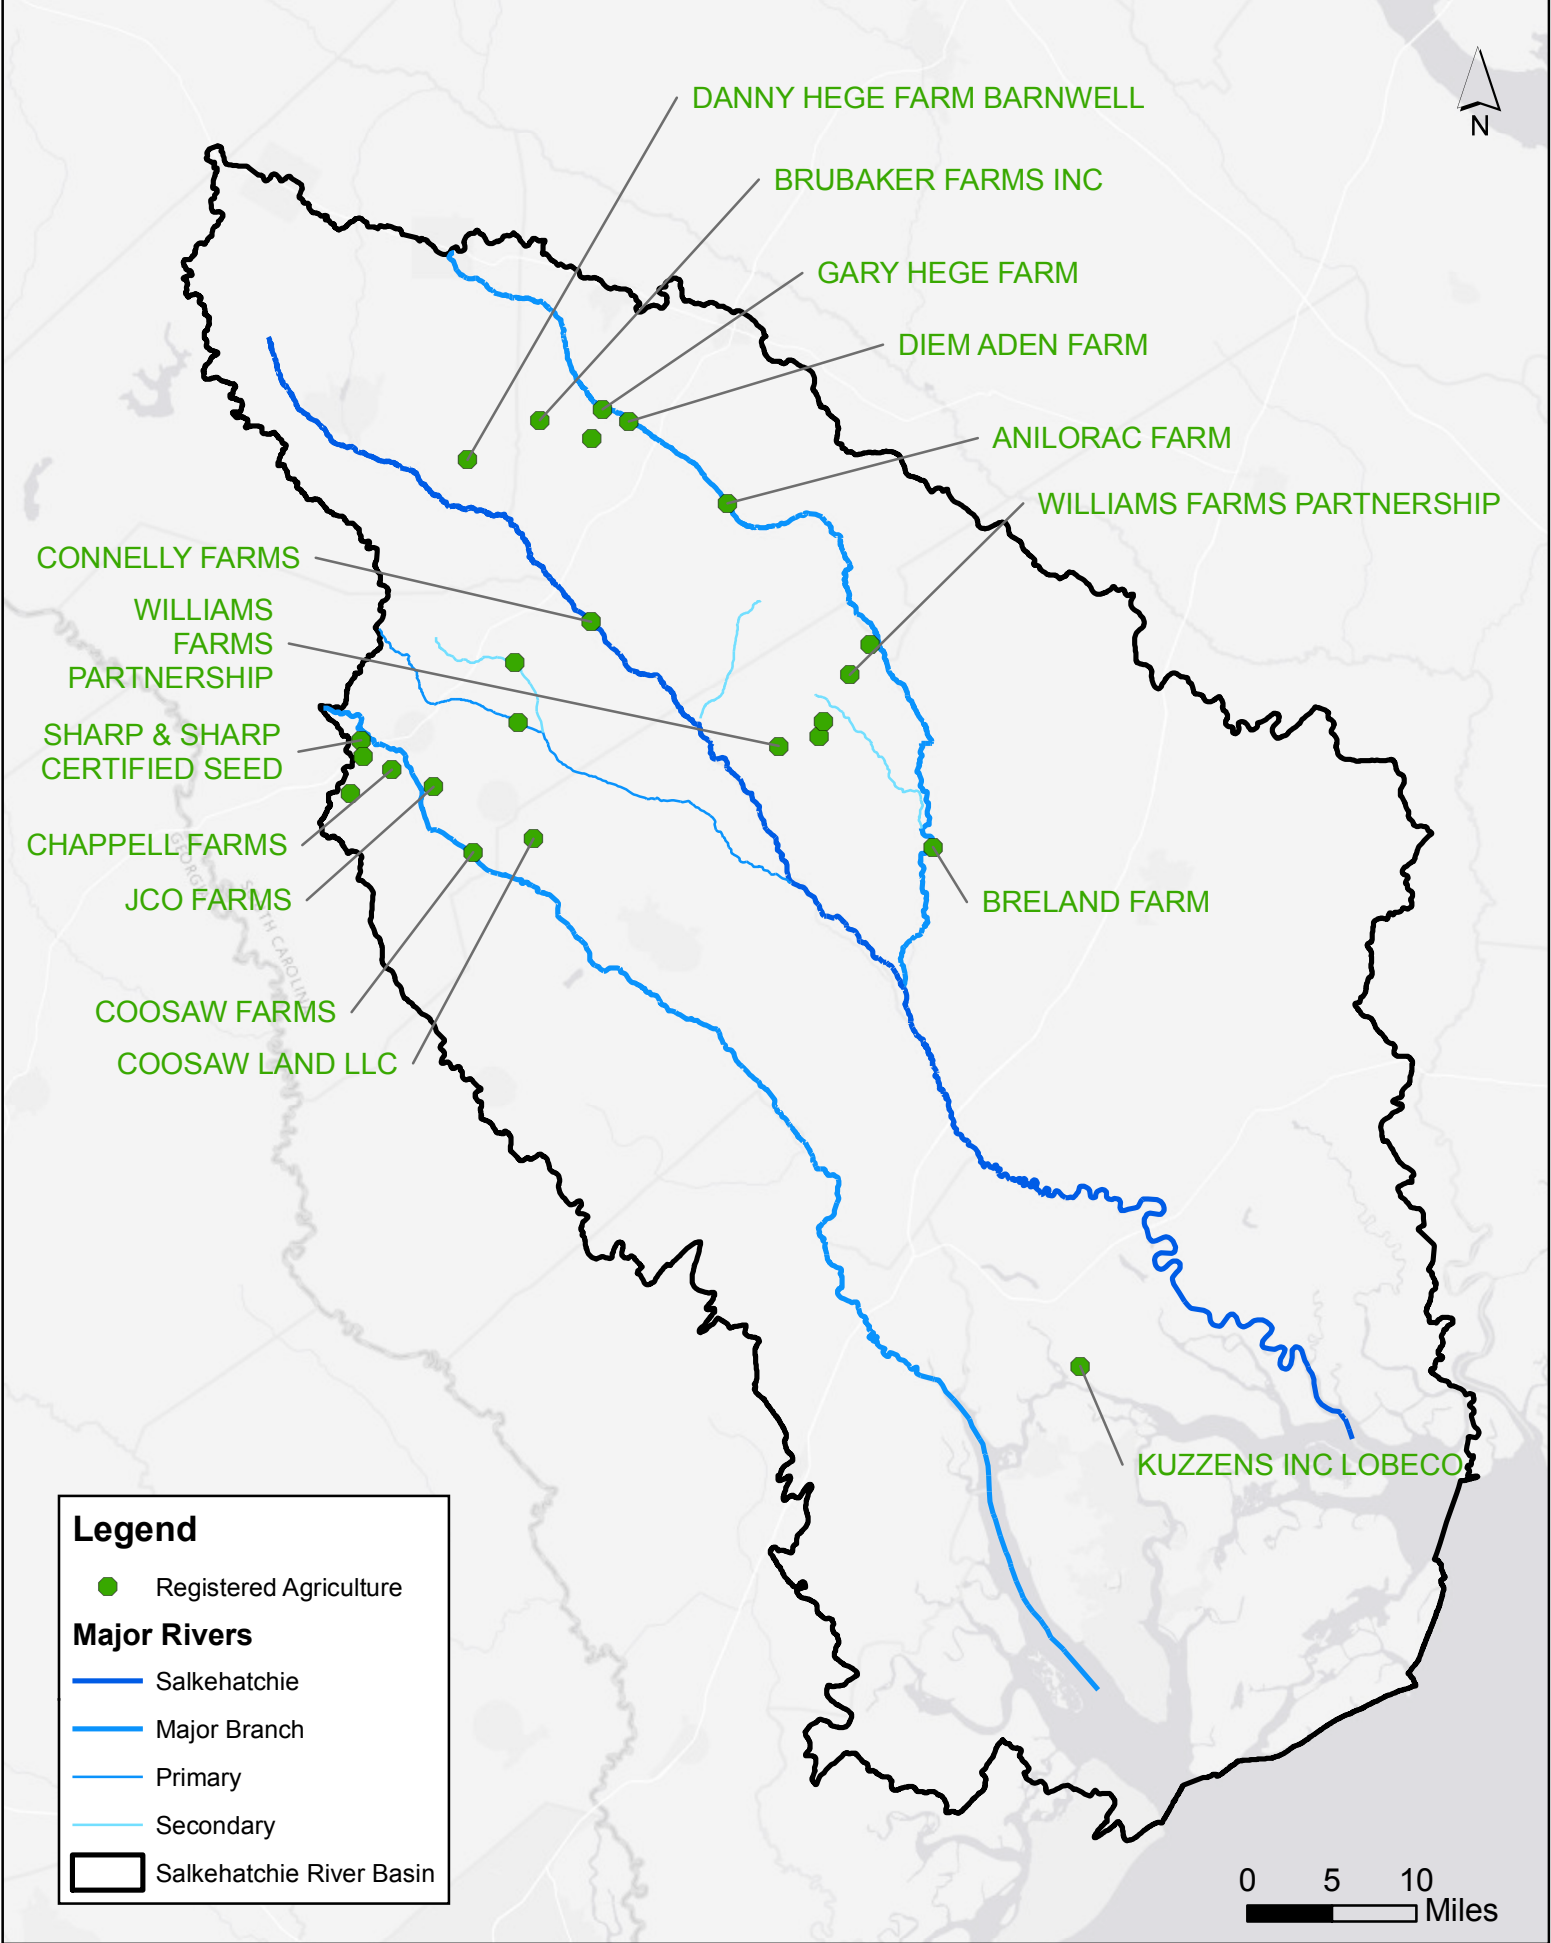 DANNY HEGE FARM BARNWELL
N
BRUBAKER FARMS INC
GARY HEGE FARM
DIEM ADEN FARM
ANILORAC FARM
WILLIAMS FARMS PARTNERSHIP
CONNELLY FARMS
WILLIAMS
FARMS
PARTNERSHIP
SHARP & SHARP
CERTIFIED SEED
CHAPPELL FARMS
GEORGIA
SOUTH CAROLINA
JCO FARMS
BRELAND FARM
COOSAW FARMS
COOSAW LAND LLC
KUZZENS INC LOBECO
Legend
Registered Agriculture
Major Rivers
Salkehatchie
Major Branch
Primary
Secondary
Salkehatchie River Basin
0 5 10
Miles